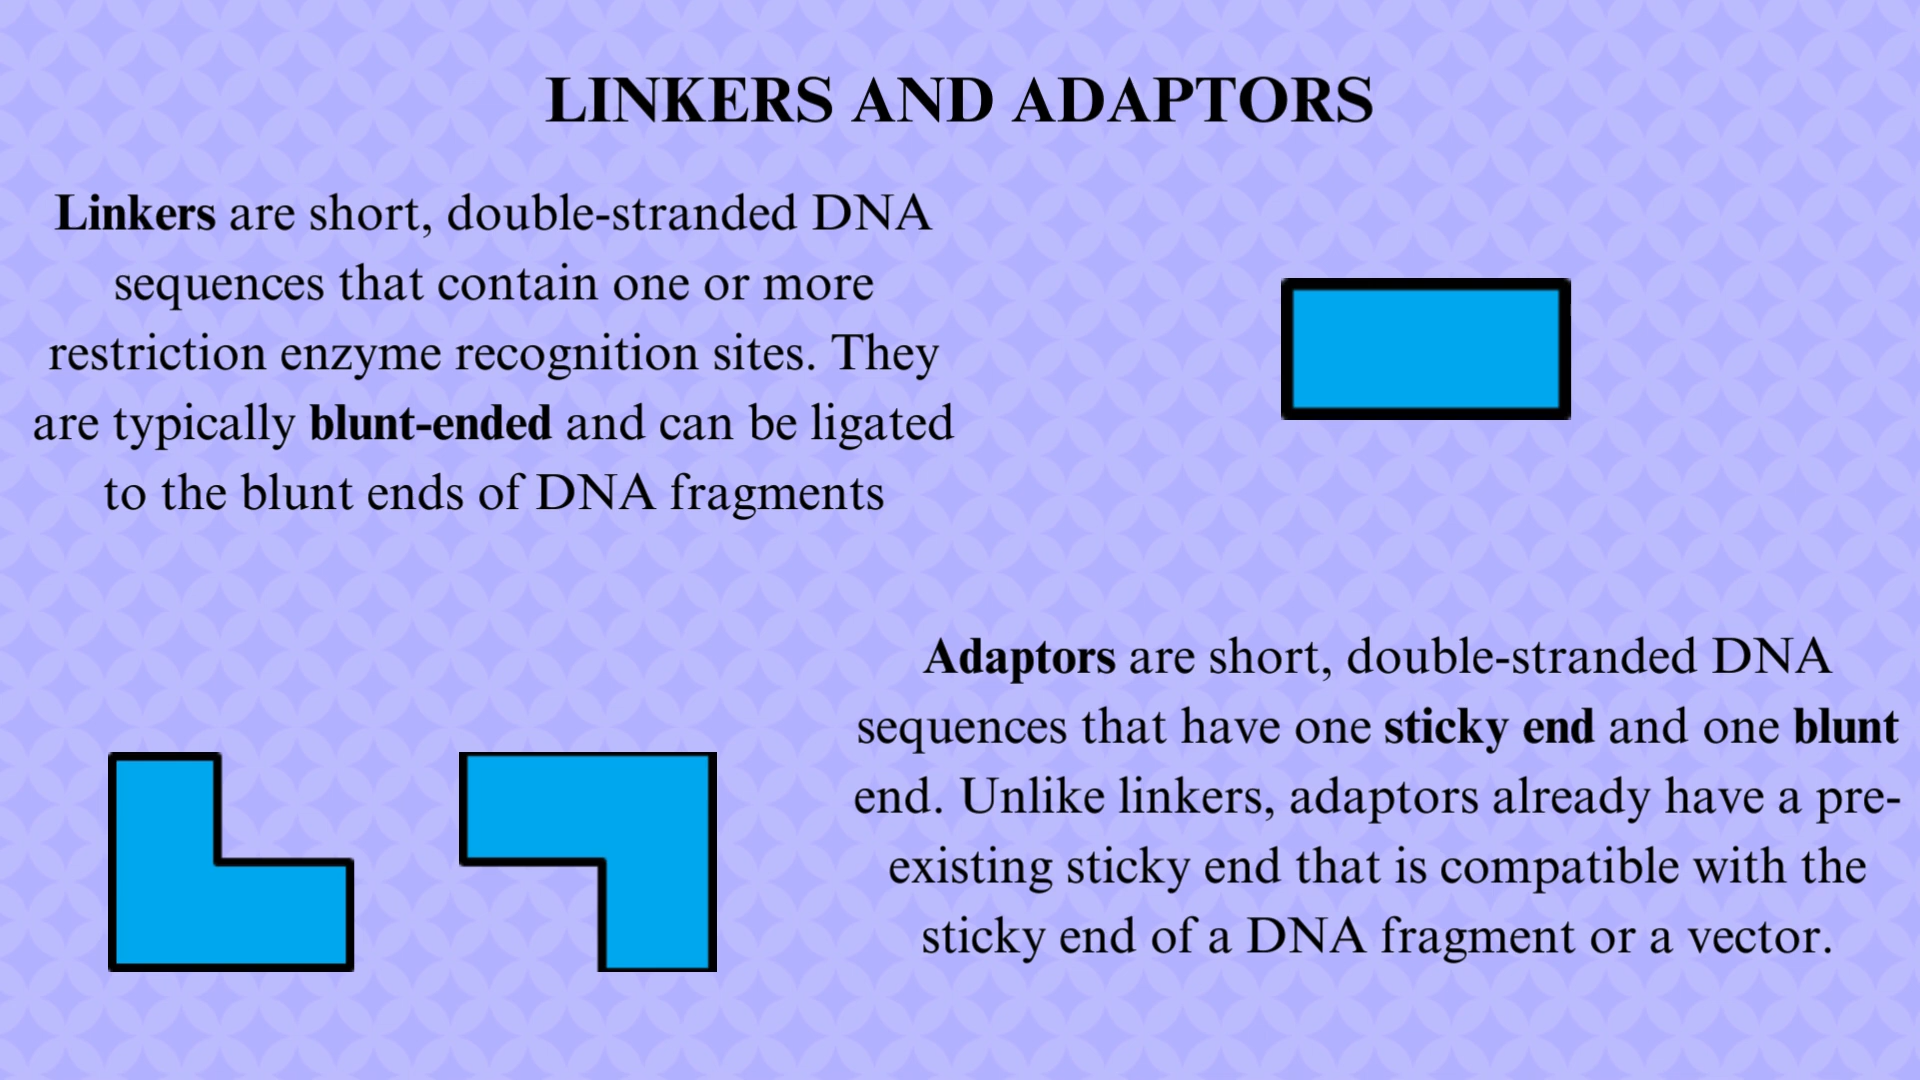 LINKERS AND ADAPTORS
Linkers are short, double-stranded DNA
sequences that contain one or more
restriction enzyme recognition sites. They
are typically blunt-ended and can be ligated
to the blunt ends of DNA fragments
Adaptors are short, double-stranded DNA
sequences that have one sticky end and one blunt
end. Unlike linkers, adaptors already have a pre-
existing sticky end that is compatible with the
sticky end of a DNA fragment or a vector.